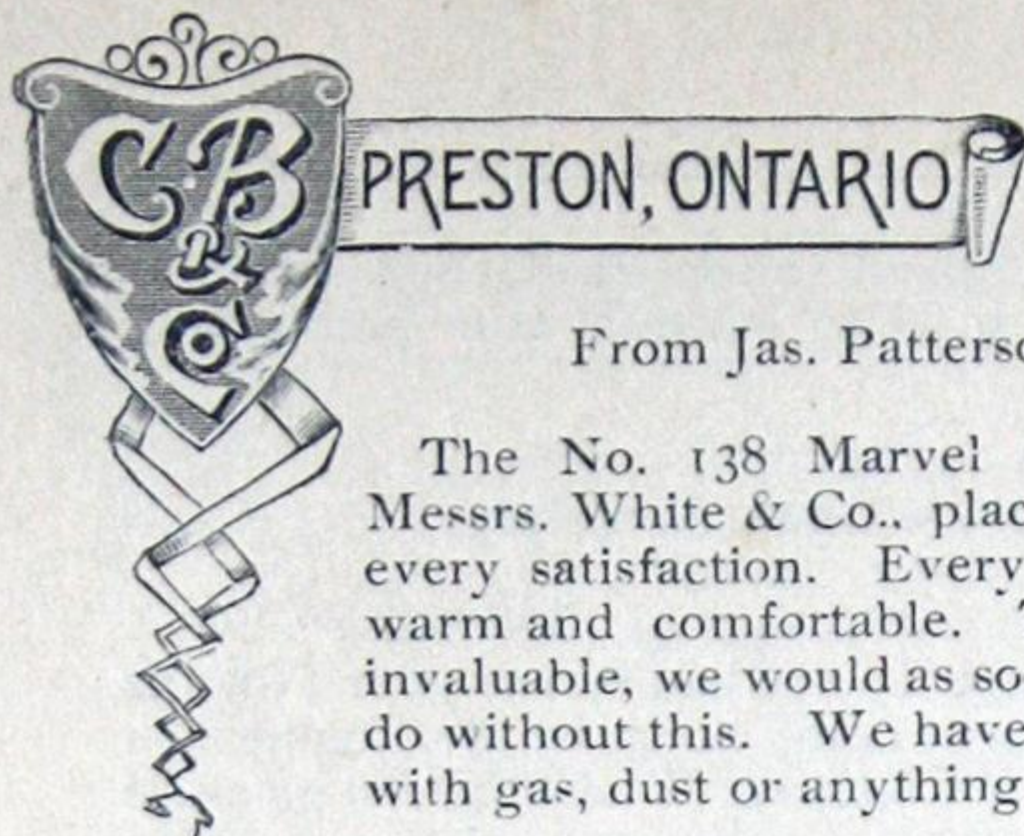 C.B
& Co
PRESTON, ONTARIO
From Jas. Patterso
The No. 138 Marvel
Messrs. White & Co., plac
every satisfaction. Every
warm and comfortable.
invaluable, we would as so
do without this. We have
with gas, dust or anything